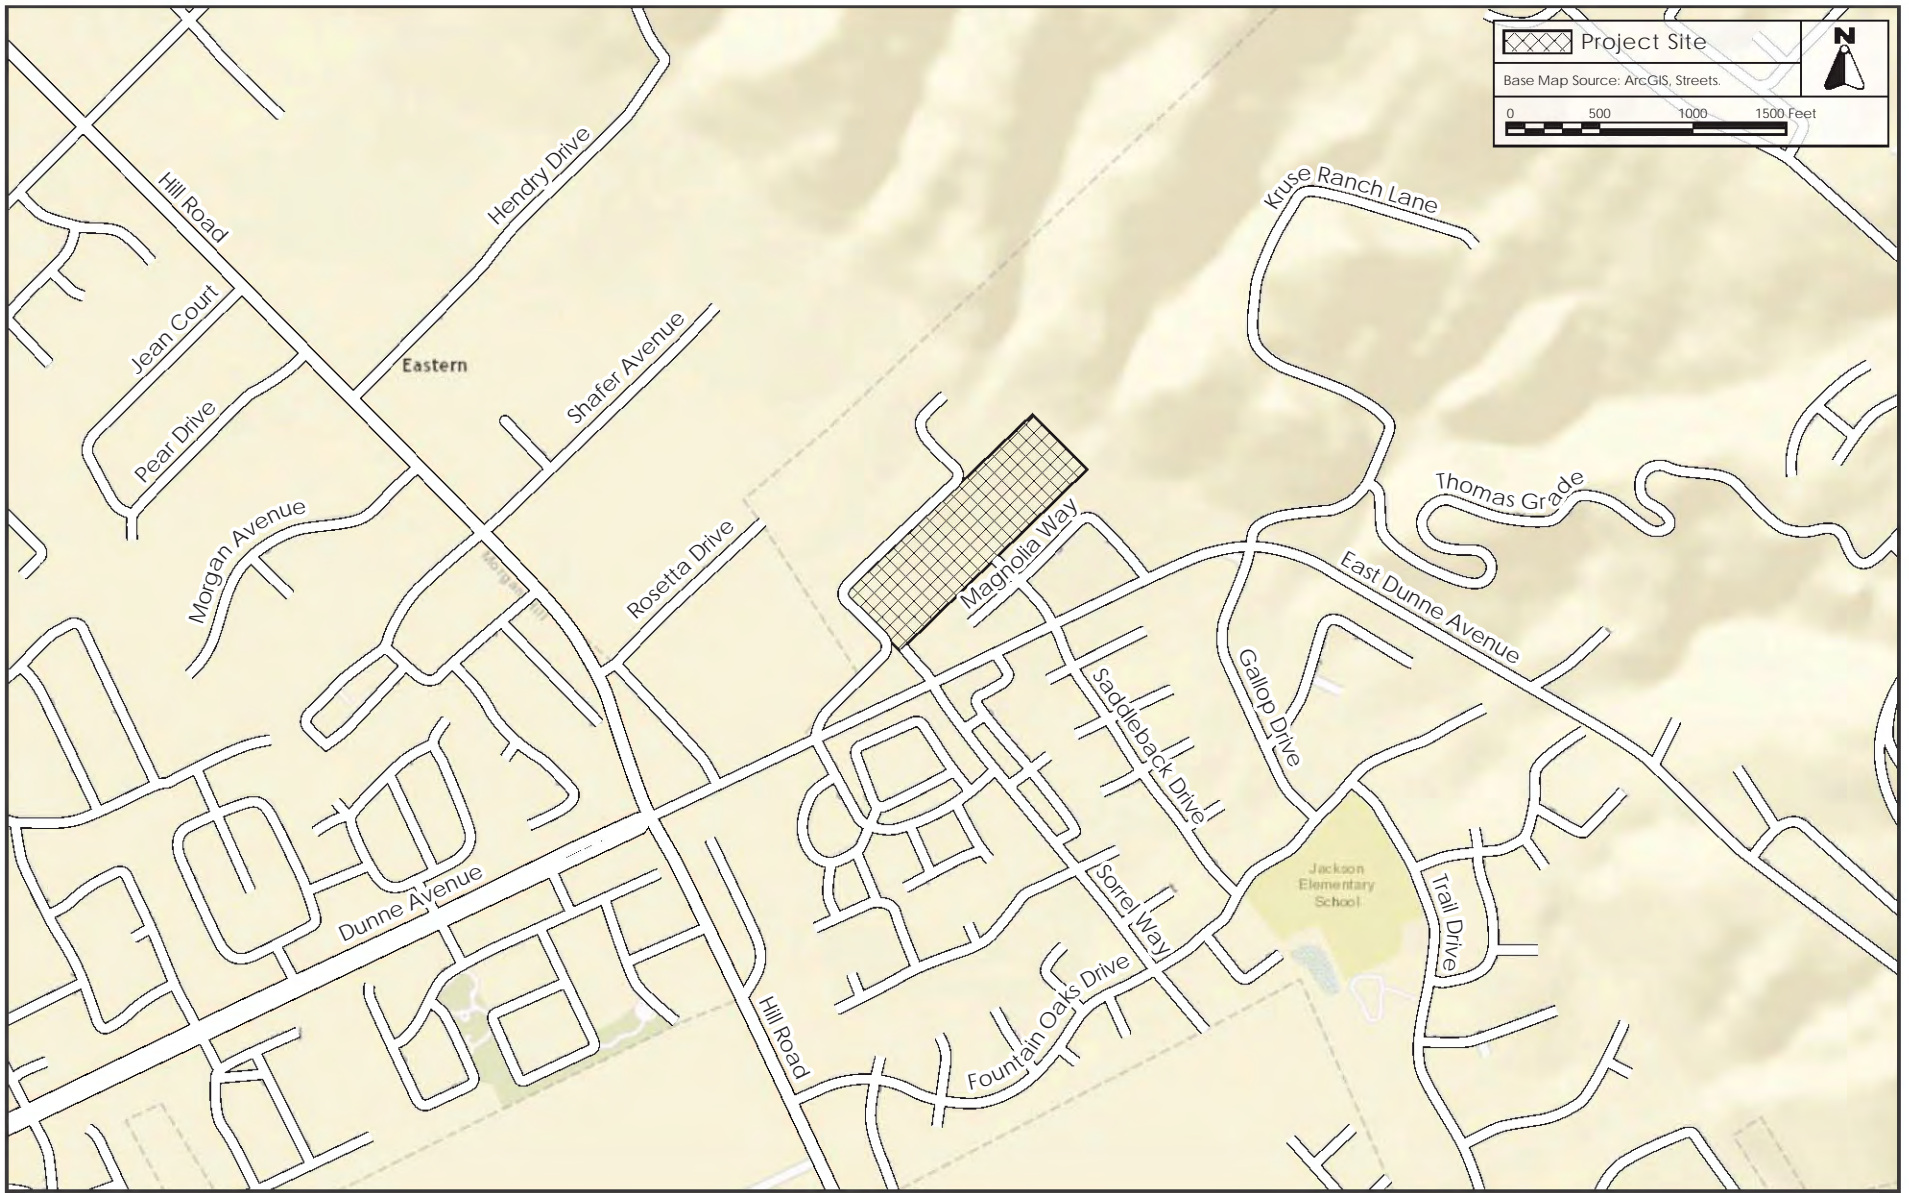 Project Site
N
Base Map Source: ArcGIS, Streets.
0 500 1000 1500 Feet
Hill Road
Hendry Drive
Kruse Ranch Lane
Jean Court
Eastern
Shafer Avenue
Pear Drive
Morgan Avenue
Morgan Hill
Rosetta Drive
Magnolia Way
Thomas Grade
East Dunne Avenue
Gallop Drive
Saddleback Drive
Dunne Avenue
Jackson
Elementary
School
Sorrel Way
Trail Drive
Hill Road
Fountain Oaks Drive